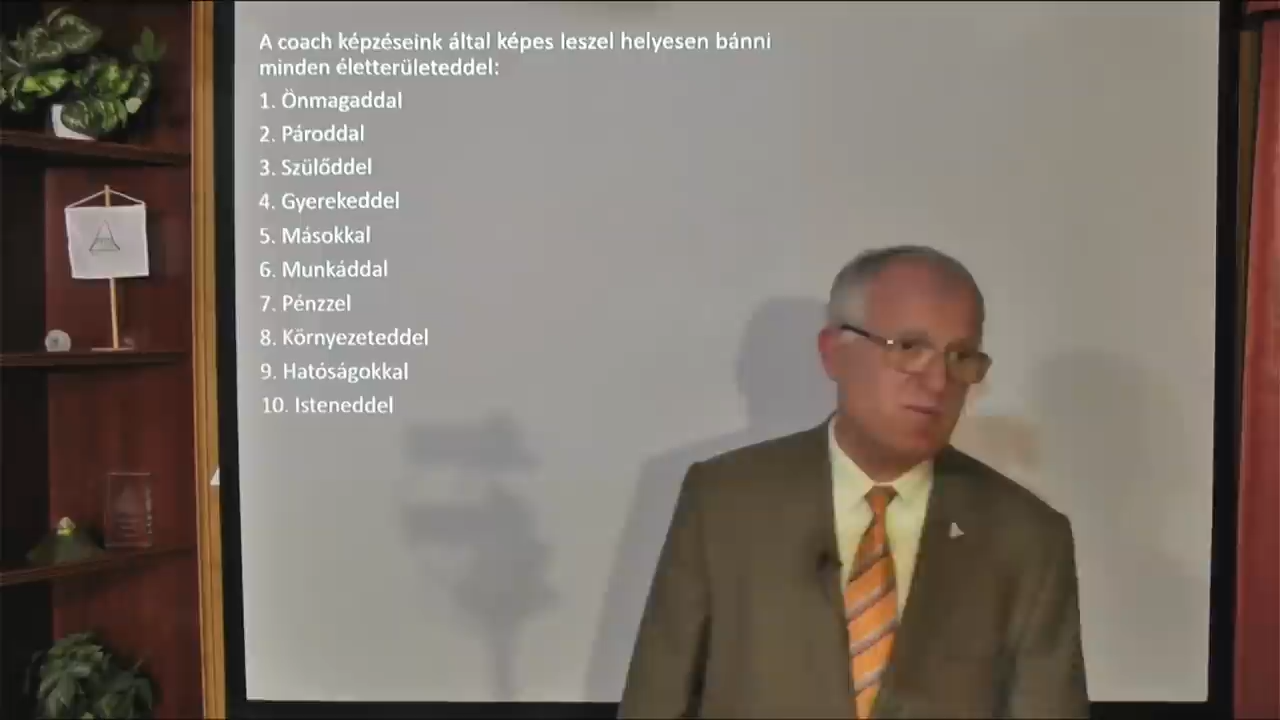 A coach képzéseink által képes leszel helyesen bánni
minden életterületeddel:
1. Önmagaddal
2. Pároddal
3. Szülőddel
4. Gyerekeddel
5. Másokkal
6. Munkáddal
7. Pénzzel
8. Környezeteddel
9. Hatóságokkal
10. Isteneddel